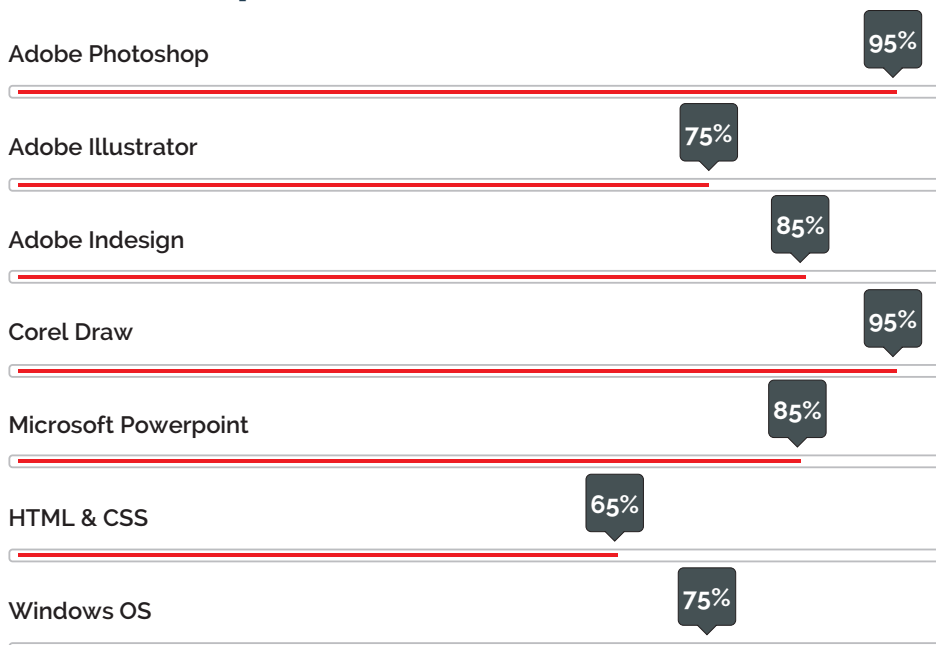 Adobe Photoshop
95%
Adobe Illustrator
75%
Adobe Indesign
85%
Corel Draw
95%
Microsoft Powerpoint
85%
HTML & CSS
65%
Windows OS
75%